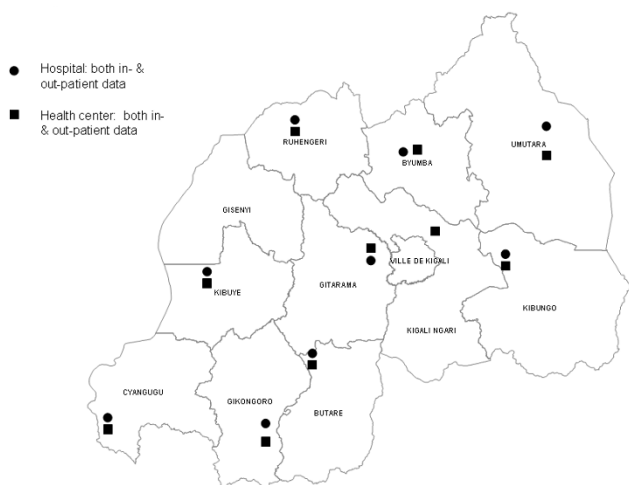 Hospital: both in- &
out-patient data
Health center: both in-
& out-patient data
RUHENGERI
BYUMBA
UMUTARA
GISENYI
VILLE DE KIGALI
GITARAMA
KIBUYE
KIBUNGO
KIGALI NGARI
CYANGUGU
GIKONGORO
BUTARE